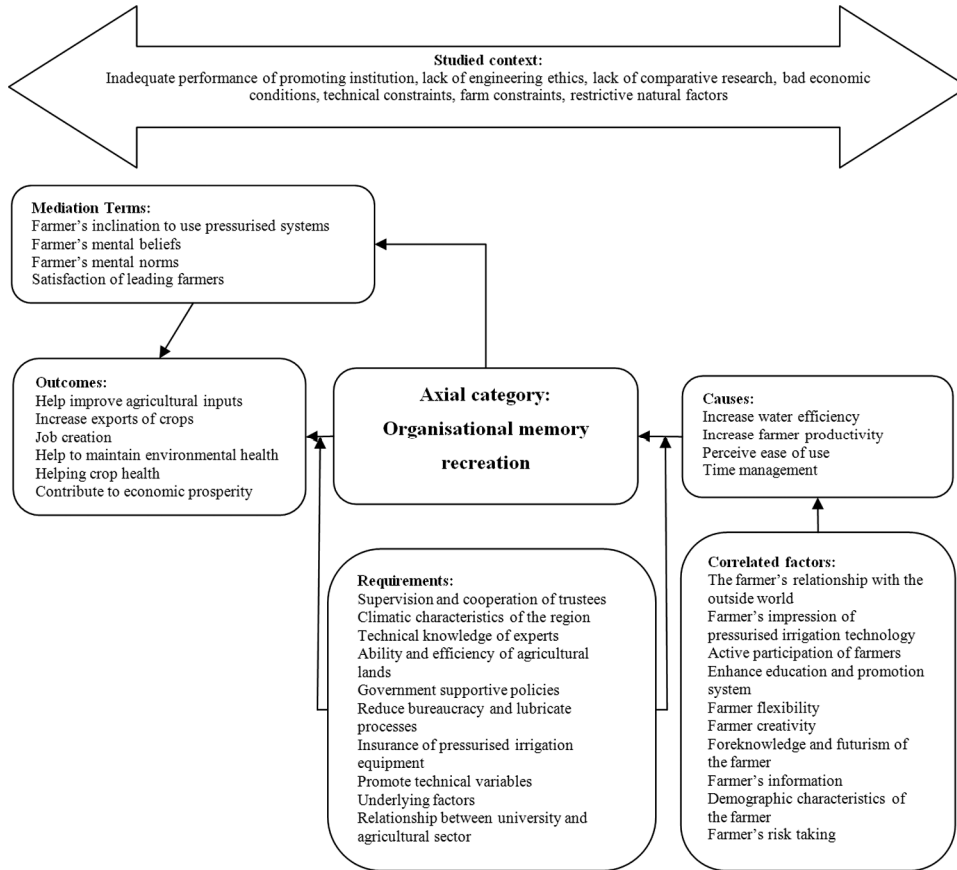 Studied context:
Inadequate performance of promoting institution, lack of engineering ethics, lack of comparative research, bad economic
conditions, technical constraints, farm constraints, restrictive natural factors
Mediation Terms:
Farmer's inclination to use pressurised systems
Farmer's mental beliefs
Farmer's mental norms
Satisfaction of leading farmers
Outcomes:
Help improve agricultural inputs
Increase exports of crops
Job creation
Help to maintain environmental health
Helping crop health
Contribute to economic prosperity
Axial category:
Organisational memory
recreation
Causes:
Increase water efficiency
Increase farmer productivity
Perceive ease of use
Time management
Requirements:
Supervision and cooperation of trustees
Climatic characteristics of the region
Technical knowledge of experts
Ability and efficiency of agricultural
lands
Government supportive policies
Reduce bureaucracy and lubricate
processes
Insurance of pressurised irrigation
equipment
Promote technical variables
Underlying factors
Relationship between university and
agricultural sector
Correlated factors:
The farmer's relationship with the
outside world
Farmer's impression of
pressurised irrigation technology
Active participation of farmers
Enhance education and promotion
system
Farmer flexibility
Farmer creativity
Foreknowledge and futurism of
the farmer
Farmer's information
Demographic characteristics of
the farmer
Farmer's risk taking